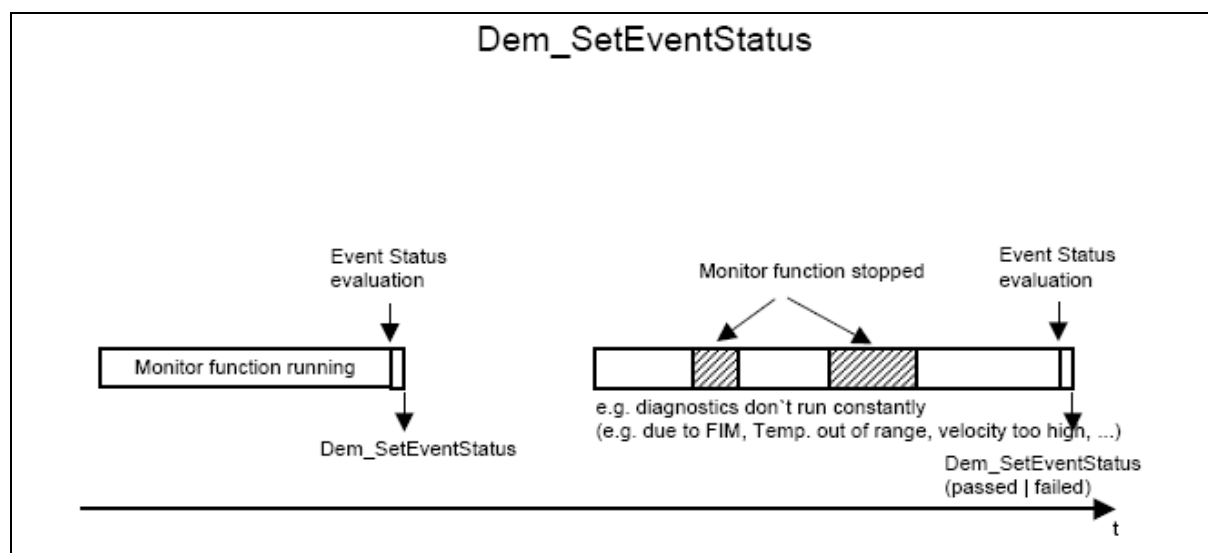 Dem_SetEventStatus
Event Status
evaluation
Monitor function running
Dem_SetEventStatus
Monitor function stopped
Event Status
evaluation
e.g. diagnostics don`t run constantly
(e.g. due to FIM, Temp. out of range, velocity too high, ...)
Dem_SetEventStatus
(passed | failed)
t